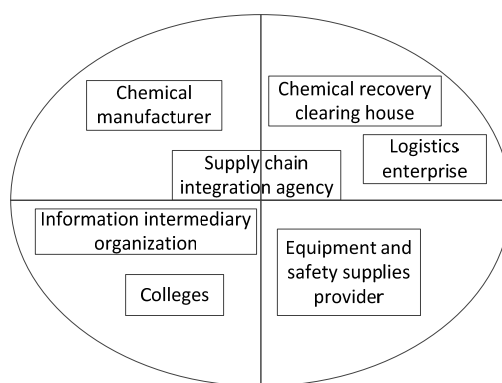 Chemical
manufacturer
Chemical recovery
clearing house
Logistics
enterprise
Supply chain
integration agency
Information intermediary
organization
Equipment and
safety supplies
provider
Colleges